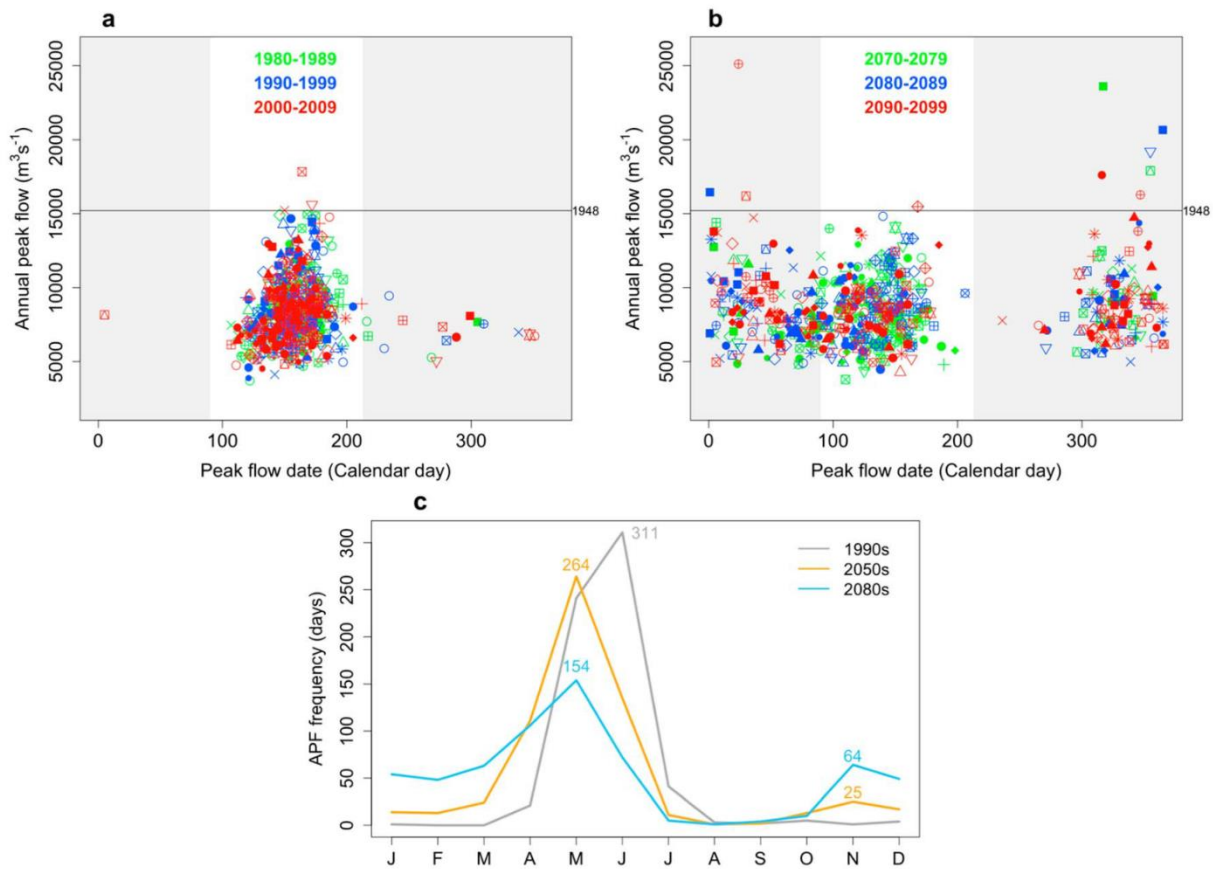 a
1980-1989
1990-1999
2000-2009
Annual peak flow (m³s⁻¹)
25000
20000
15000
10000
5000
1948
0 100 200 300
Peak flow date (Calendar day)
b
2070-2079
2080-2089
2090-2099
Annual peak flow (m³s⁻¹)
25000
20000
15000
10000
5000
1948
0 100 200 300
Peak flow date (Calendar day)
c
APF frequency (days)
300
250
200
150
100
50
0
311
264
154
64
25
1990s
2050s
2080s
J F M A M J J A S O N D